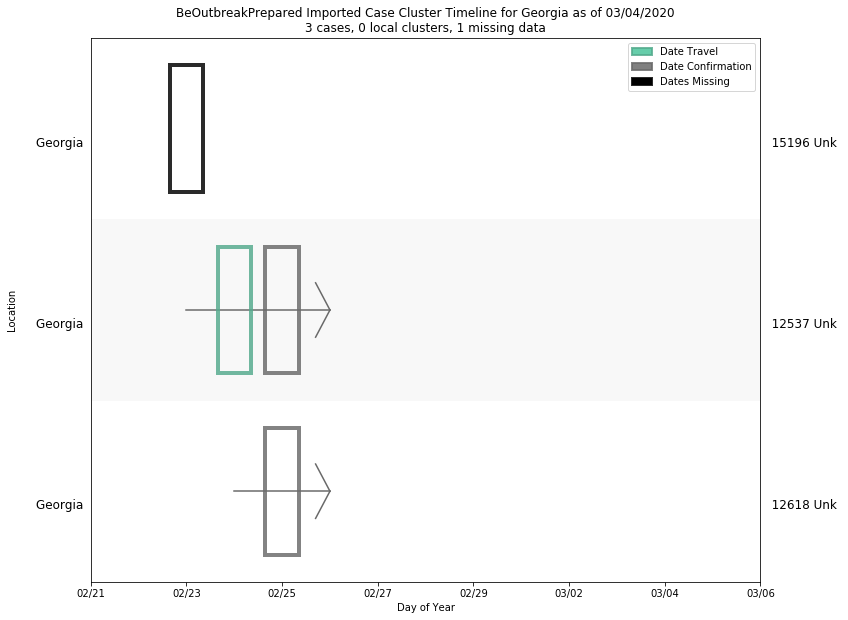 BeOutbreakPrepared Imported Case Cluster Timeline for Georgia as of 03/04/2020
3 cases, 0 local clusters, 1 missing data
Date Travel
Date Confirmation
Dates Missing
Georgia
15196 Unk
Location
Georgia
12537 Unk
Georgia
12618 Unk
02/21 02/23 02/25 02/27 02/29 03/02 03/04 03/06
Day of Year